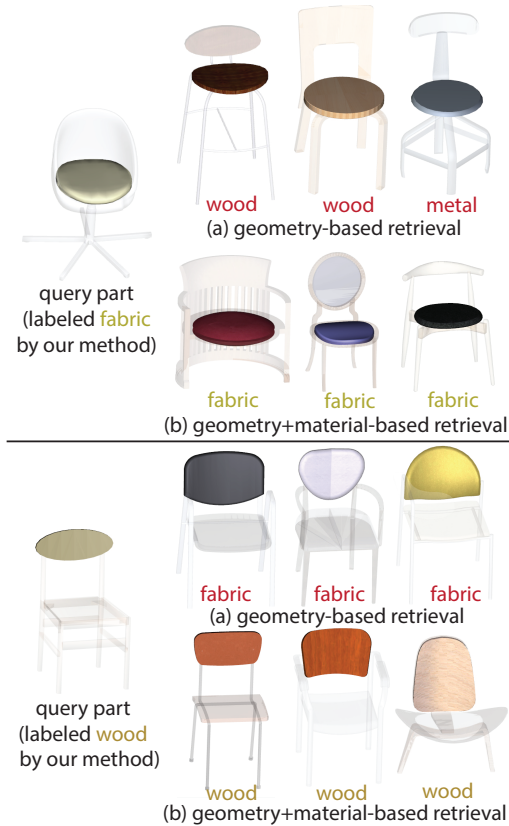 wood wood metal
(a) geometry-based retrieval
query part
(labeled fabric
by our method)
fabric fabric fabric
(b) geometry+material-based retrieval
fabric fabric fabric
(a) geometry-based retrieval
query part
(labeled wood
by our method)
wood wood wood
(b) geometry+material-based retrieval